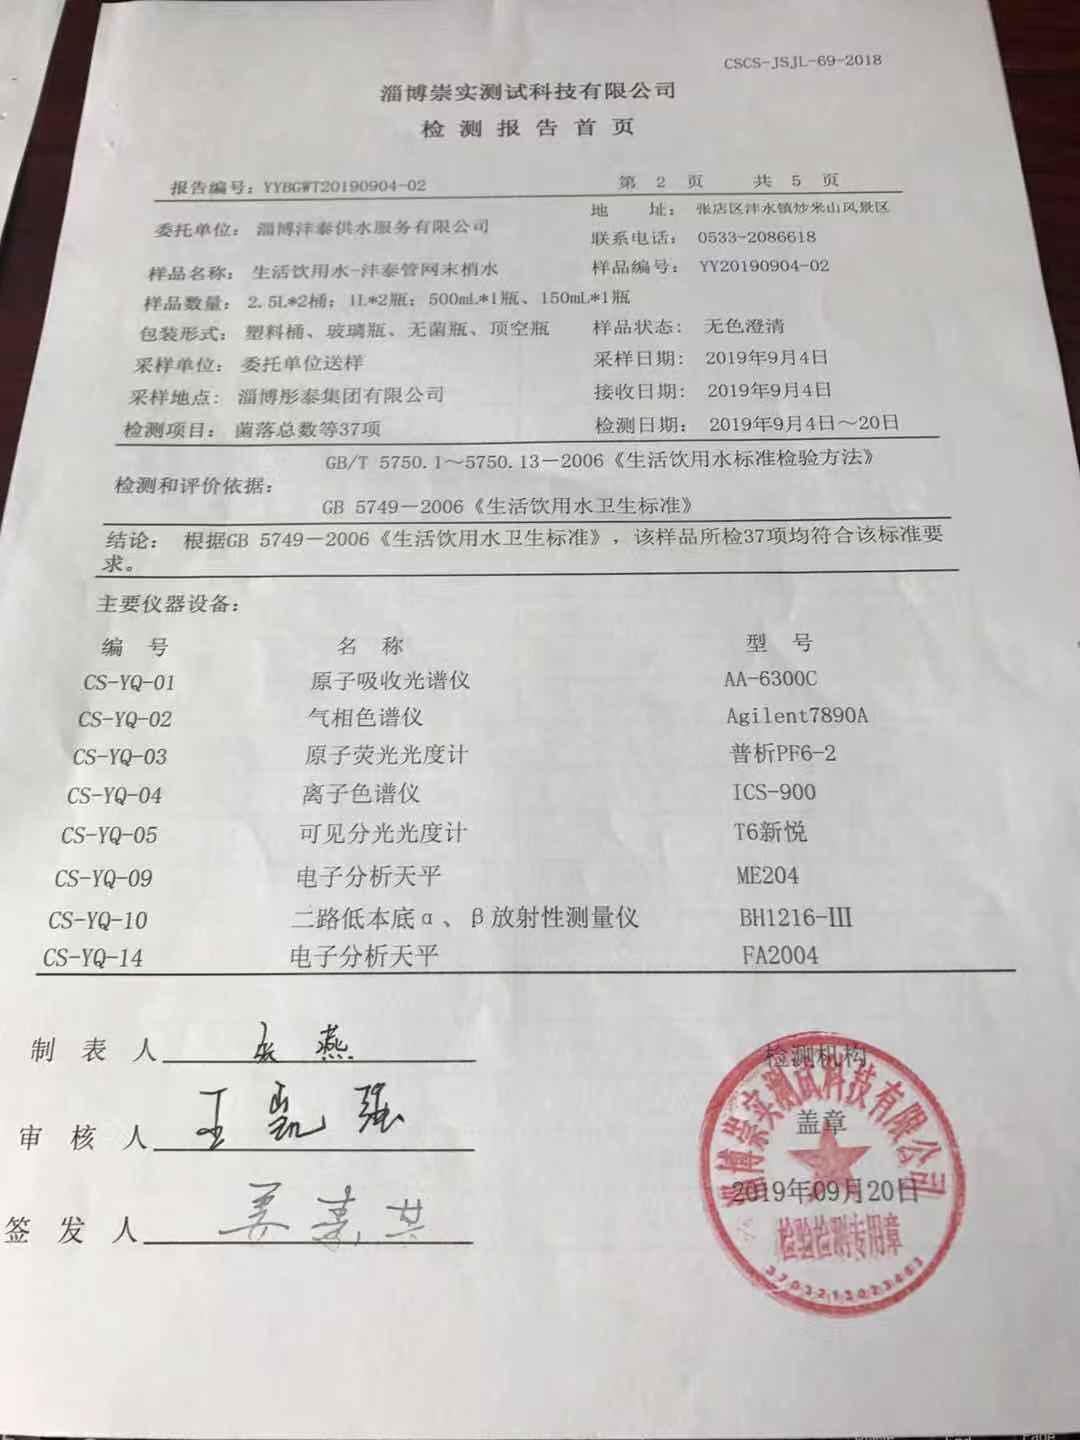 CSCS-JSJL-69-2018
淄博崇实测试科技有限公司
检 测 报 告 首 页
报告编号：YYBGWT20190904-02 第 2 页 共 5 页
委托单位：淄博沣泰供水服务有限公司 地 址：张店区沣水镇炒米山风景区
联系电话：0533-2086618
样品名称：生活饮用水-沣泰管网末梢水 样品编号：YY20190904-02
样品数量：2.5L*2桶；1L*2瓶；500mL*1瓶、150mL*1瓶
包装形式：塑料桶、玻璃瓶、无菌瓶、顶空瓶 样品状态：无色澄清
采样单位：委托单位送样 采样日期：2019年9月4日
采样地点：淄博彤泰集团有限公司 接收日期：2019年9月4日
检测项目：菌落总数等37项 检测日期：2019年9月4日～20日
GB/T 5750.1～5750.13－2006《生活饮用水标准检验方法》
检测和评价依据：
GB 5749－2006《生活饮用水卫生标准》
结论：根据GB 5749－2006《生活饮用水卫生标准》，该样品所检37项均符合该标准要
求。
主要仪器设备：
编 号 名 称 型 号
CS-YQ-01 原子吸收光谱仪 AA-6300C
CS-YQ-02 气相色谱仪 Agilent7890A
CS-YQ-03 原子荧光光度计 普析PF6-2
CS-YQ-04 离子色谱仪 ICS-900
CS-YQ-05 可见分光光度计 T6新悦
CS-YQ-09 电子分析天平 ME204
CS-YQ-10 二路低本底α、β放射性测量仪 BH1216-Ⅲ
CS-YQ-14 电子分析天平 FA2004
制 表 人 张燕
审 核 人 王凯强
签 发 人
检测机构
盖章
2019年09月20日
淄博崇实测试科技有限公司
检验检测专用章
3703213023463